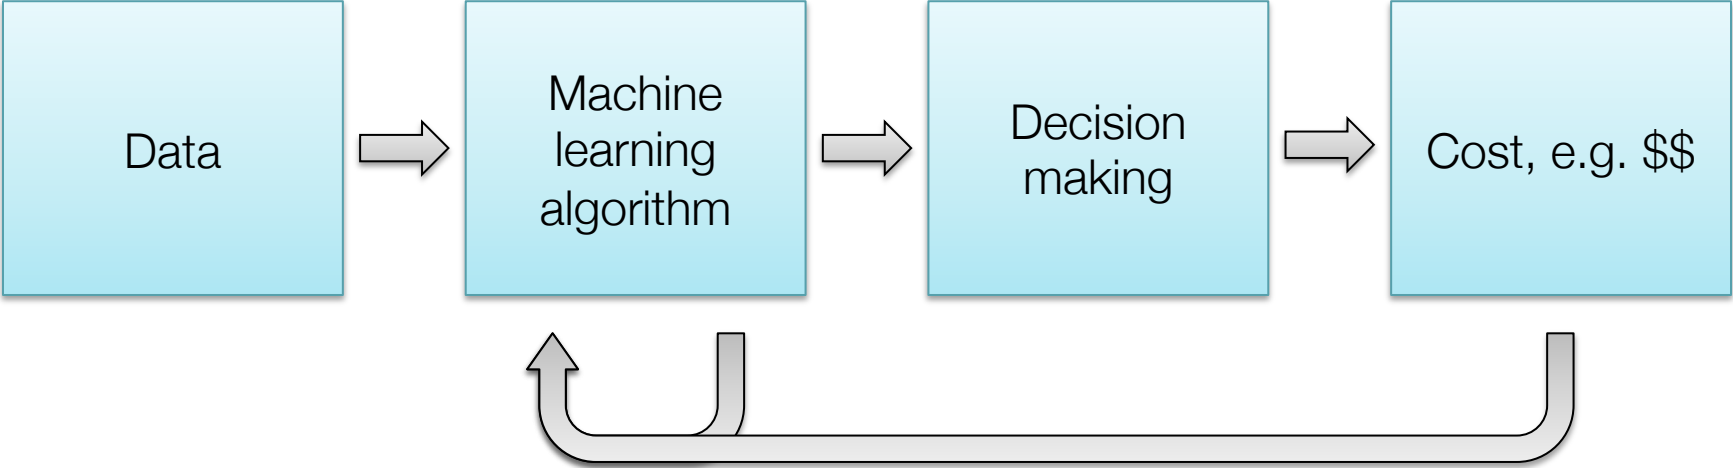 Data
Machine
learning
algorithm
Decision
making
Cost, e.g. $$